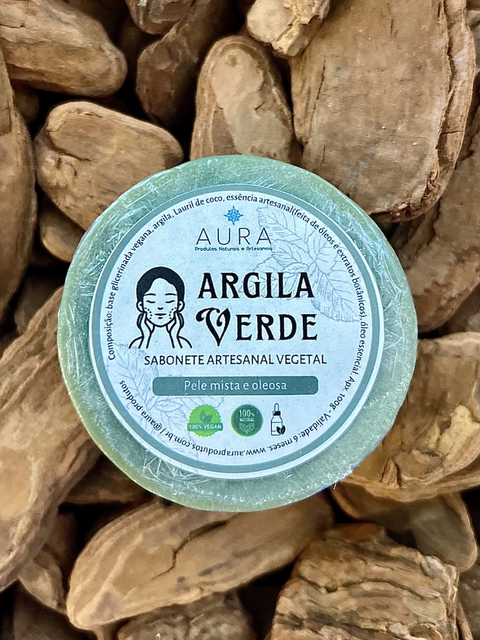 Composição: base glicerinada vegana, argila, Lauril de coco, essência artesanal(feita de óleos e extratos botânicos), óleo essencial. Apx. 100g • Validade: 6 meses. www.auraprodutos.com.br/@aura produtos
AURA
Produtos Naturais e Artesanais
ARGILA
VERDE
SABONETE ARTESANAL VEGETAL
Pele mista e oleosa
100% VEGAN
100%
NATURAL